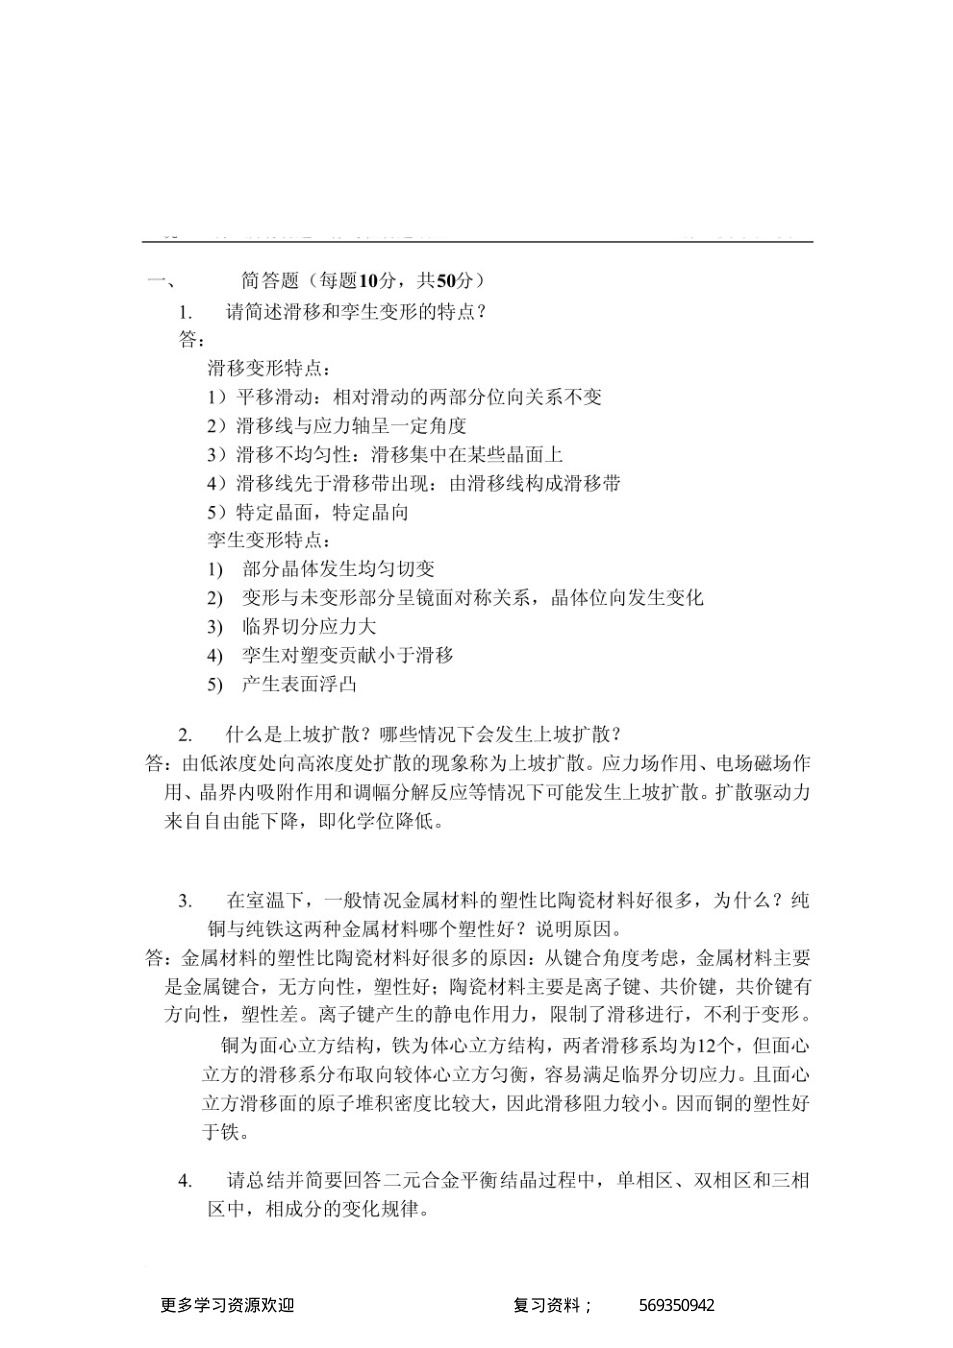 一、 简答题（每题10分，共50分）
1. 请简述滑移和孪生变形的特点？
答：
滑移变形特点：
1）平移滑动：相对滑动的两部分位向关系不变
2）滑移线与应力轴呈一定角度
3）滑移不均匀性：滑移集中在某些晶面上
4）滑移线先于滑移带出现：由滑移线构成滑移带
5）特定晶面，特定晶向
孪生变形特点：
1) 部分晶体发生均匀切变
2) 变形与未变形部分呈镜面对称关系，晶体位向发生变化
3) 临界切分应力大
4) 孪生对塑变贡献小于滑移
5) 产生表面浮凸
2. 什么是上坡扩散？哪些情况下会发生上坡扩散？
答：由低浓度处向高浓度处扩散的现象称为上坡扩散。应力场作用、电场磁场作
用、晶界内吸附作用和调幅分解反应等情况下可能发生上坡扩散。扩散驱动力
来自自由能下降，即化学位降低。
3. 在室温下，一般情况金属材料的塑性比陶瓷材料好很多，为什么？纯
铜与纯铁这两种金属材料哪个塑性好？说明原因。
答：金属材料的塑性比陶瓷材料好很多的原因：从键合角度考虑，金属材料主要
是金属键合，无方向性，塑性好；陶瓷材料主要是离子键、共价键，共价键有
方向性，塑性差。离子键产生的静电作用力，限制了滑移进行，不利于变形。
铜为面心立方结构，铁为体心立方结构，两者滑移系均为12个，但面心
立方的滑移系分布取向较体心立方匀衡，容易满足临界分切应力。且面心
立方滑移面的原子堆积密度比较大，因此滑移阻力较小。因而铜的塑性好
于铁。
4. 请总结并简要回答二元合金平衡结晶过程中，单相区、双相区和三相
区中，相成分的变化规律。
更多学习资源欢迎 复习资料； 569350942